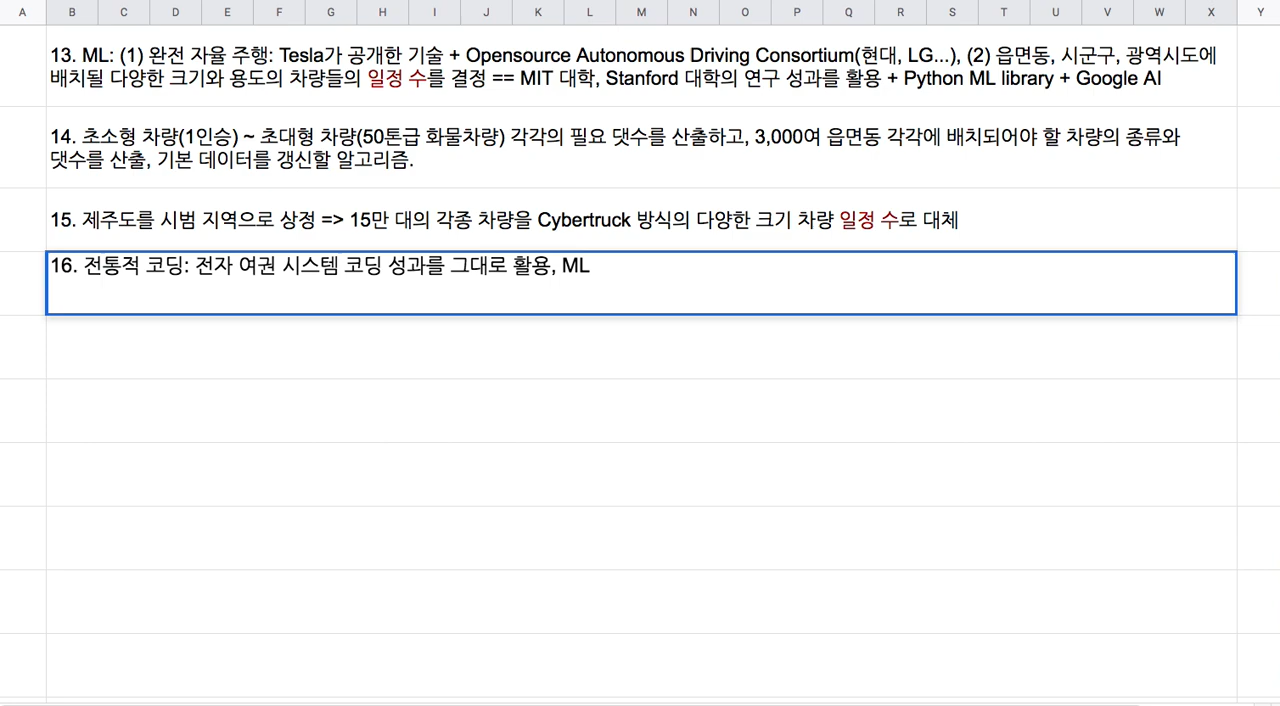 A B C D E F G H I J K L M N O P Q R S T U V W X Y
13. ML: (1) 완전 자율 주행: Tesla가 공개한 기술 + Opensource Autonomous Driving Consortium(현대, LG...), (2) 읍면동, 시군구, 광역시도에
배치될 다양한 크기와 용도의 차량들의 일정 수를 결정 == MIT 대학, Stanford 대학의 연구 성과를 활용 + Python ML library + Google AI
14. 초소형 차량(1인승) ~ 초대형 차량(50톤급 화물차량) 각각의 필요 댓수를 산출하고, 3,000여 읍면동 각각에 배치되어야 할 차량의 종류와
댓수를 산출, 기본 데이터를 갱신할 알고리즘.
15. 제주도를 시범 지역으로 상정 => 15만 대의 각종 차량을 Cybertruck 방식의 다양한 크기 차량 일정 수로 대체
16. 전통적 코딩: 전자 여권 시스템 코딩 성과를 그대로 활용, ML